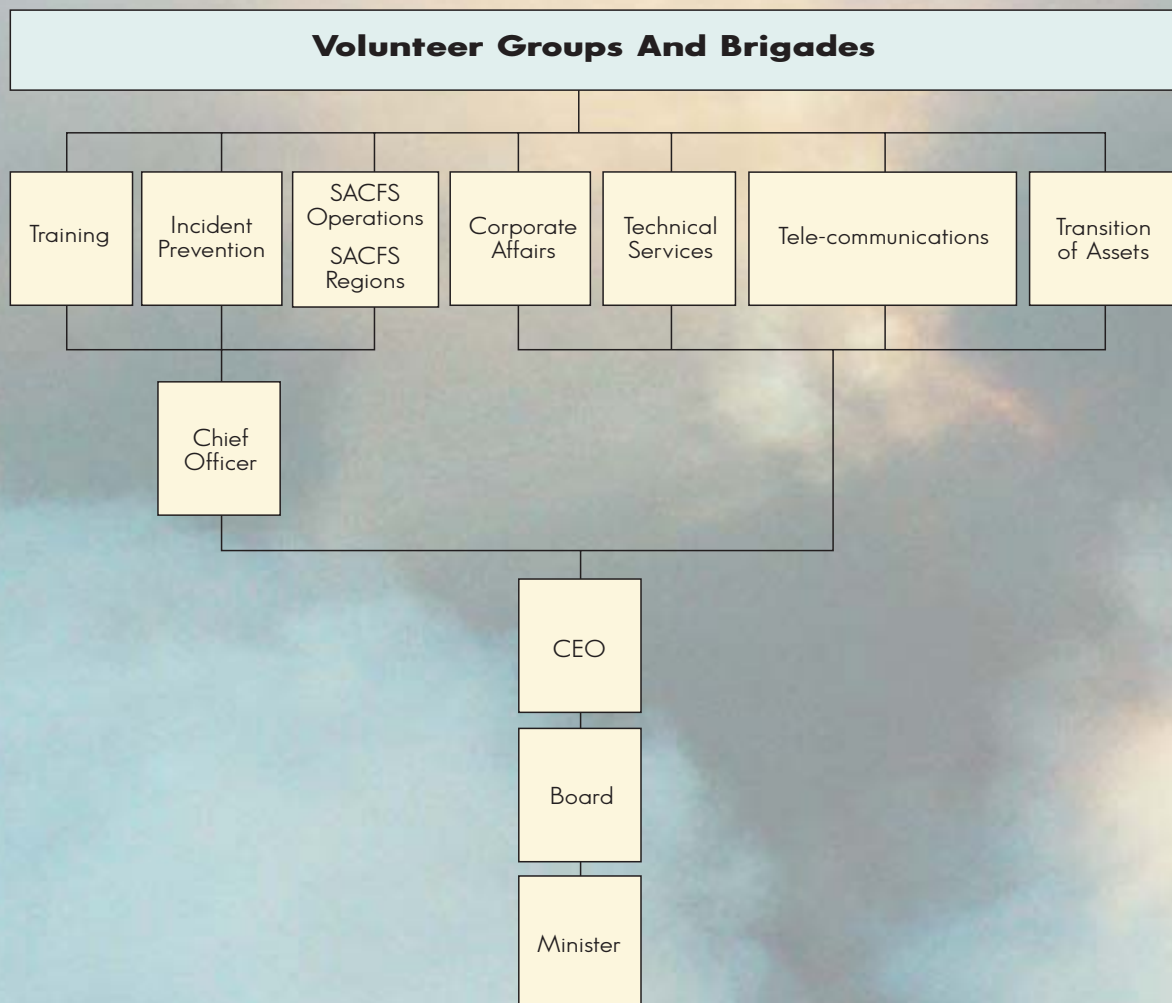 Volunteer Groups And Brigades
Training
Incident
Prevention
SACFS
Operations
SACFS
Regions
Corporate
Affairs
Technical
Services
Tele-communications
Transition
of Assets
Chief
Officer
CEO
Board
Minister